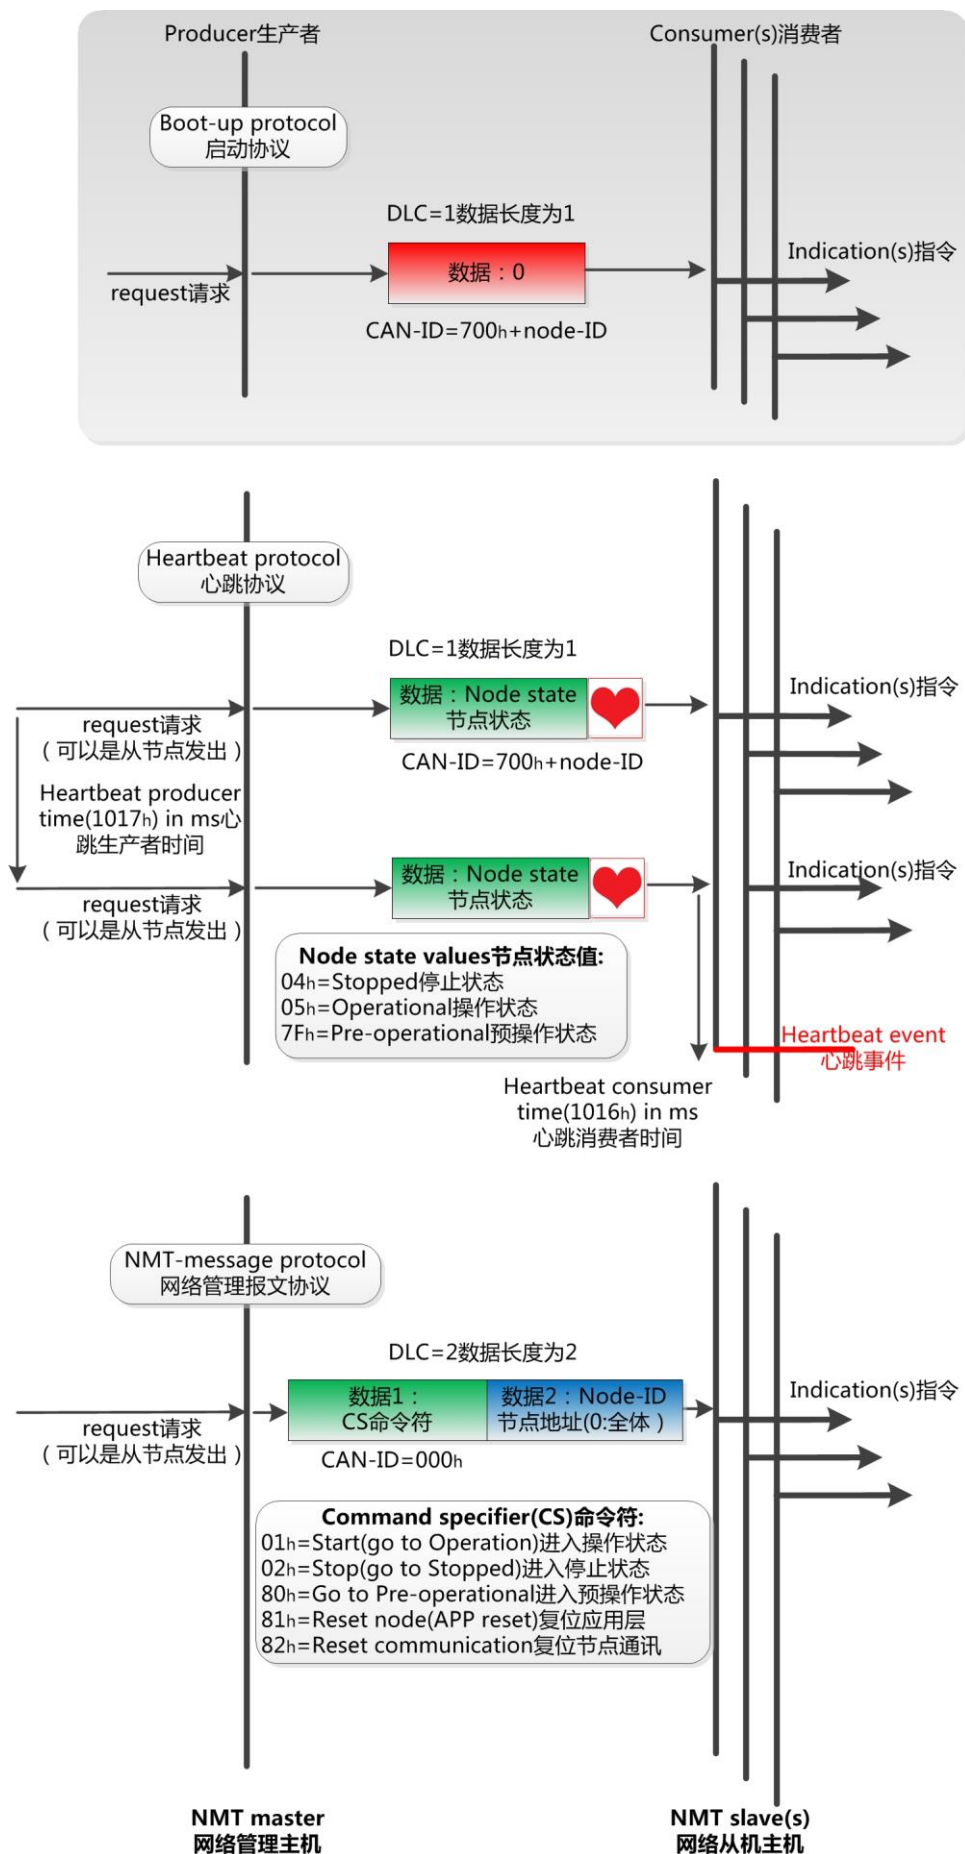 Producer生产者
Consumer(s)消费者
Boot-up protocol
启动协议
DLC=1数据长度为1
数据：0
Indication(s)指令
request请求
CAN-ID=700h+node-ID
Heartbeat protocol
心跳协议
DLC=1数据长度为1
数据：Node state
节点状态
Indication(s)指令
request请求
（可以是从节点发出）
CAN-ID=700h+node-ID
Heartbeat producer
time(1017h) in ms心
跳生产者时间
数据：Node state
节点状态
Indication(s)指令
request请求
（可以是从节点发出）
Node state values节点状态值:
04h=Stopped停止状态
05h=Operational操作状态
7Fh=Pre-operational预操作状态
Heartbeat event
心跳事件
Heartbeat consumer
time(1016h) in ms
心跳消费者时间
NMT-message protocol
网络管理报文协议
DLC=2数据长度为2
数据1：
CS命令符
数据2：Node-ID
节点地址(0:全体）
Indication(s)指令
request请求
（可以是从节点发出）
CAN-ID=000h
Command specifier(CS)命令符:
01h=Start(go to Operation)进入操作状态
02h=Stop(go to Stopped)进入停止状态
80h=Go to Pre-operational进入预操作状态
81h=Reset node(APP reset)复位应用层
82h=Reset communication复位节点通讯
NMT master
网络管理主机
NMT slave(s)
网络从机主机